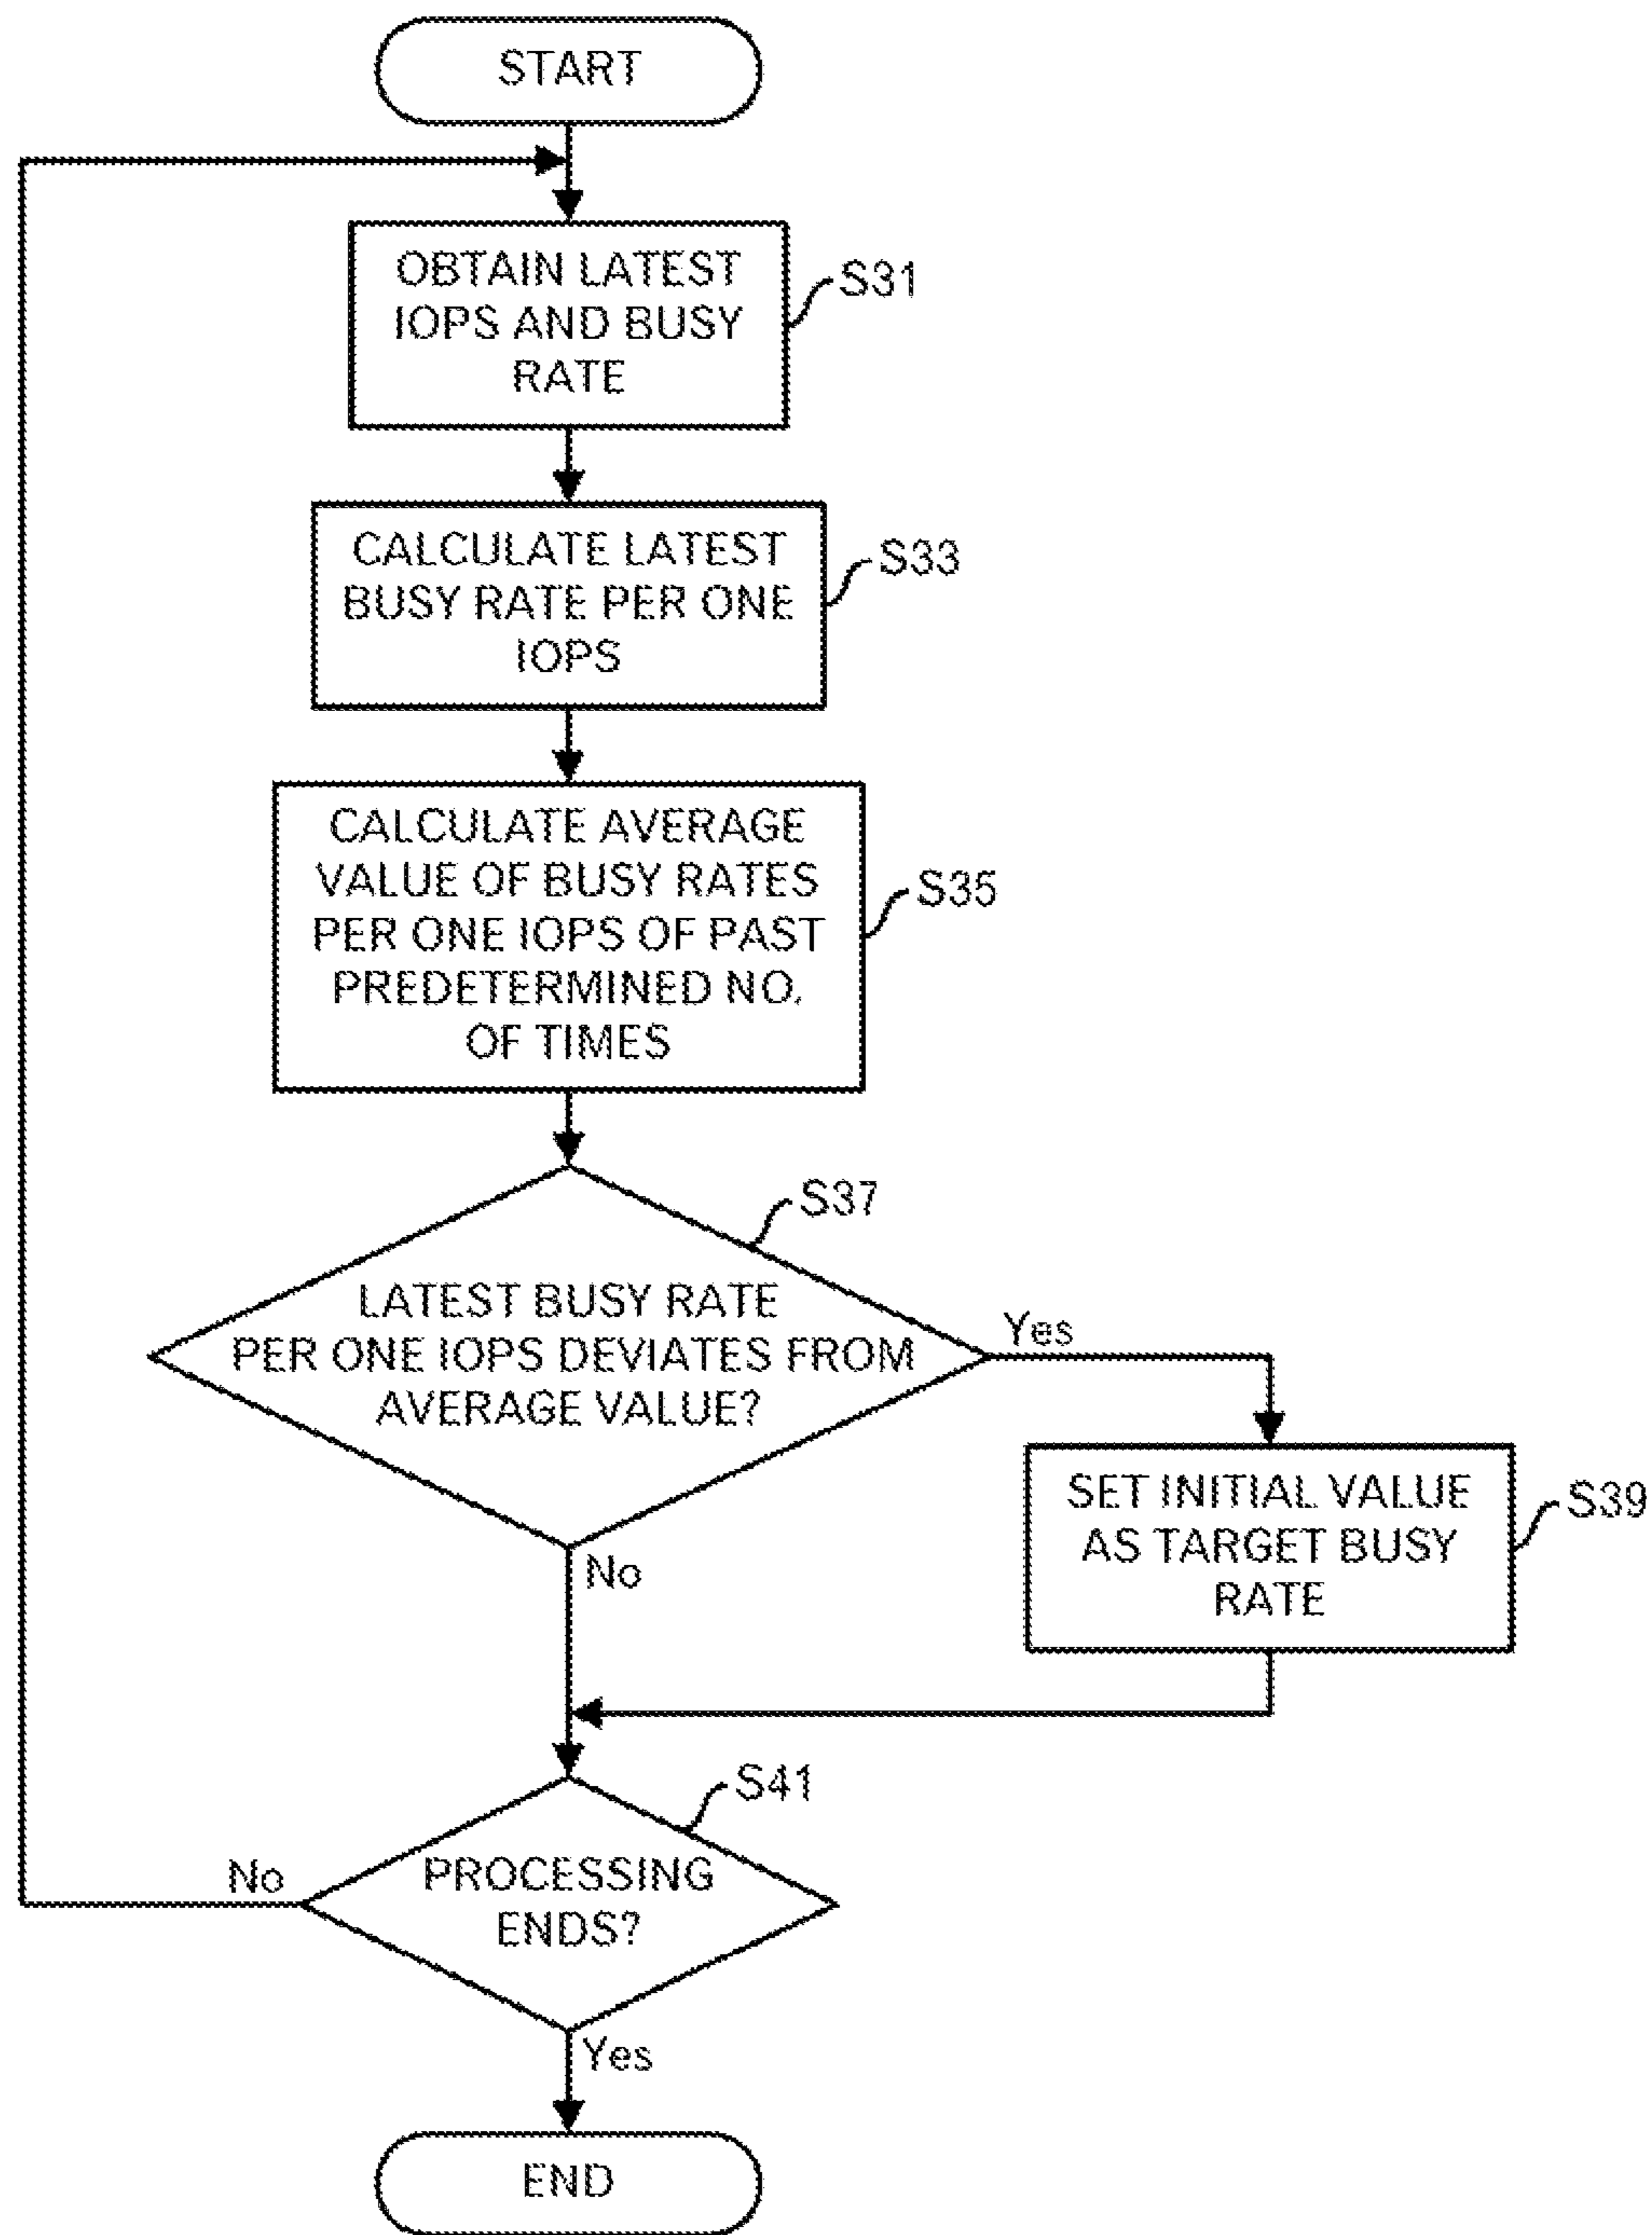 START
OBTAIN LATEST
IOPS AND BUSY
RATE
S31
CALCULATE LATEST
BUSY RATE PER ONE
IOPS
S33
CALCULATE AVERAGE
VALUE OF BUSY RATES
PER ONE IOPS OF PAST
PREDETERMINED NO.
OF TIMES
S35
S37
LATEST BUSY RATE
PER ONE IOPS DEVIATES FROM
AVERAGE VALUE?
Yes
No
SET INITIAL VALUE
AS TARGET BUSY
RATE
S39
S41
PROCESSING
ENDS?
No
Yes
END